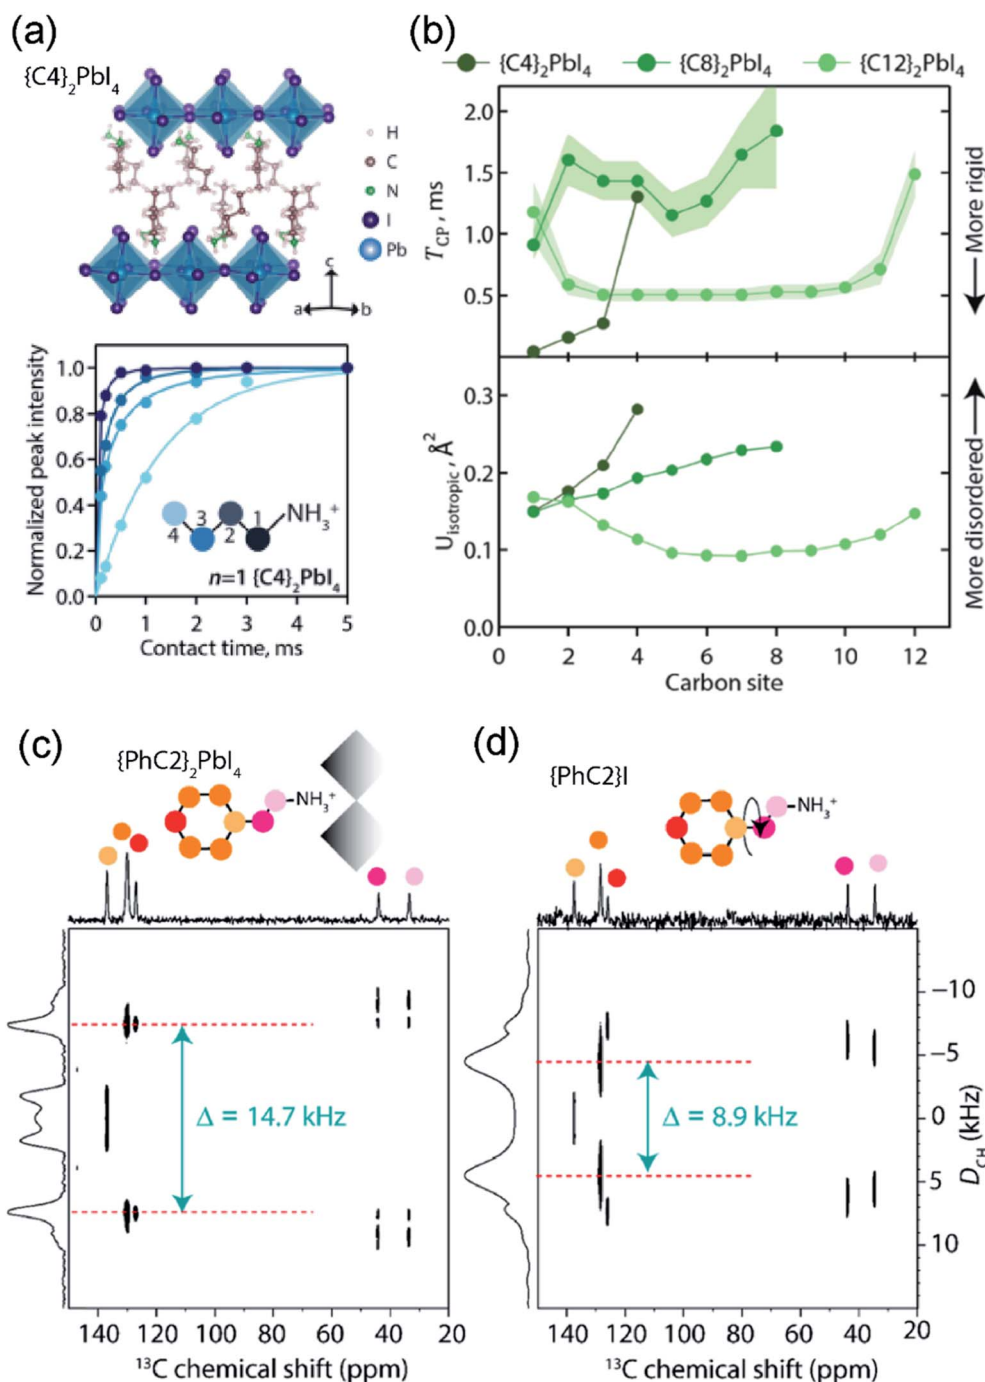 (a)
{C4}₂PbI₄
H
C
N
I
Pb
c
a
b
Normalized peak intensity
1.0
0.8
0.6
0.4
0.2
0.0
4
3
2
1
NH₃⁺
n=1 {C4}₂PbI₄
0
1
2
3
4
5
Contact time, ms
(b)
{C4}₂PbI₄
{C8}₂PbI₄
{C12}₂PbI₄
T_CP, ms
2.0
1.5
1.0
0.5
More rigid
U_isotropic, Å²
0.3
0.2
0.1
0
More disordered
0
2
4
6
8
10
12
Carbon site
(c)
{PhC2}₂PbI₄
NH₃⁺
Δ = 14.7 kHz
140 120 100 80 60 40 20
¹³C chemical shift (ppm)
(d)
{PhC2}I
NH₃⁺
Δ = 8.9 kHz
−10
−5
0
5
10
D_CH (kHz)
140 120 100 80 60 40 20
¹³C chemical shift (ppm)